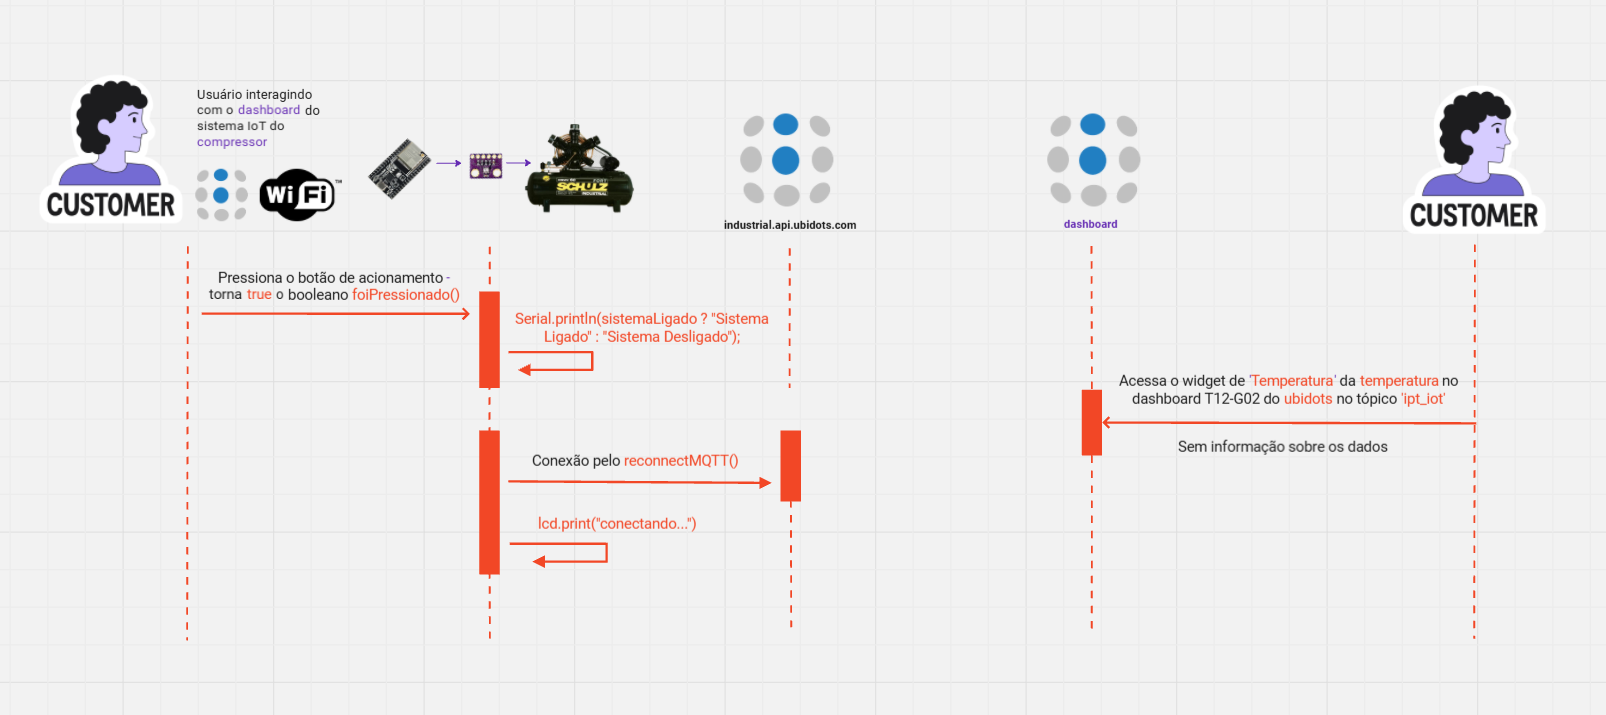 Usuário interagindo
com o dashboard do
sistema IoT do
compressor
CUSTOMER
WiFi™
SCHULZ
INDUSTRIAL
industrial.api.ubidots.com
dashboard
CUSTOMER
Pressiona o botão de acionamento -
torna true o booleano foiPressionado()
Serial.println(sistemaLigado ? "Sistema
Ligado" : "Sistema Desligado");
Acessa o widget de 'Temperatura' da temperatura no
dashboard T12-G02 do ubidots no tópico 'ipt_iot'
Sem informação sobre os dados
Conexão pelo reconnectMQTT()
lcd.print("conectando...")